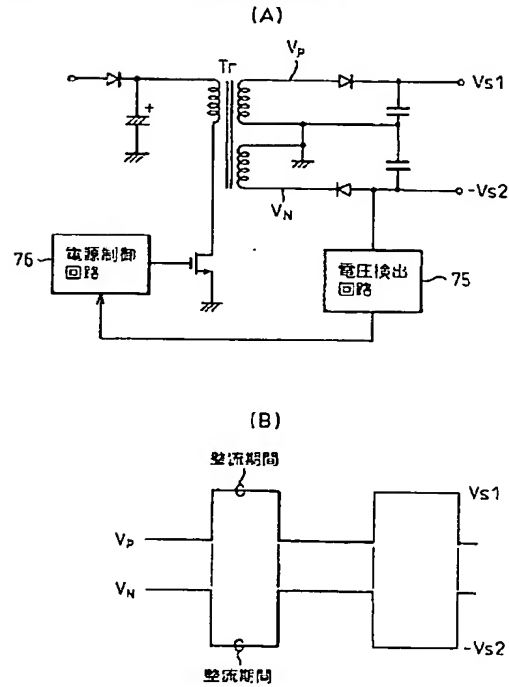 (A)
Tr
VP
Vs1
VN
-Vs2
76
電源制御
回路
電圧検出
回路
75
(B)
整流期間
Vs1
VP
VN
-Vs2
整流期間